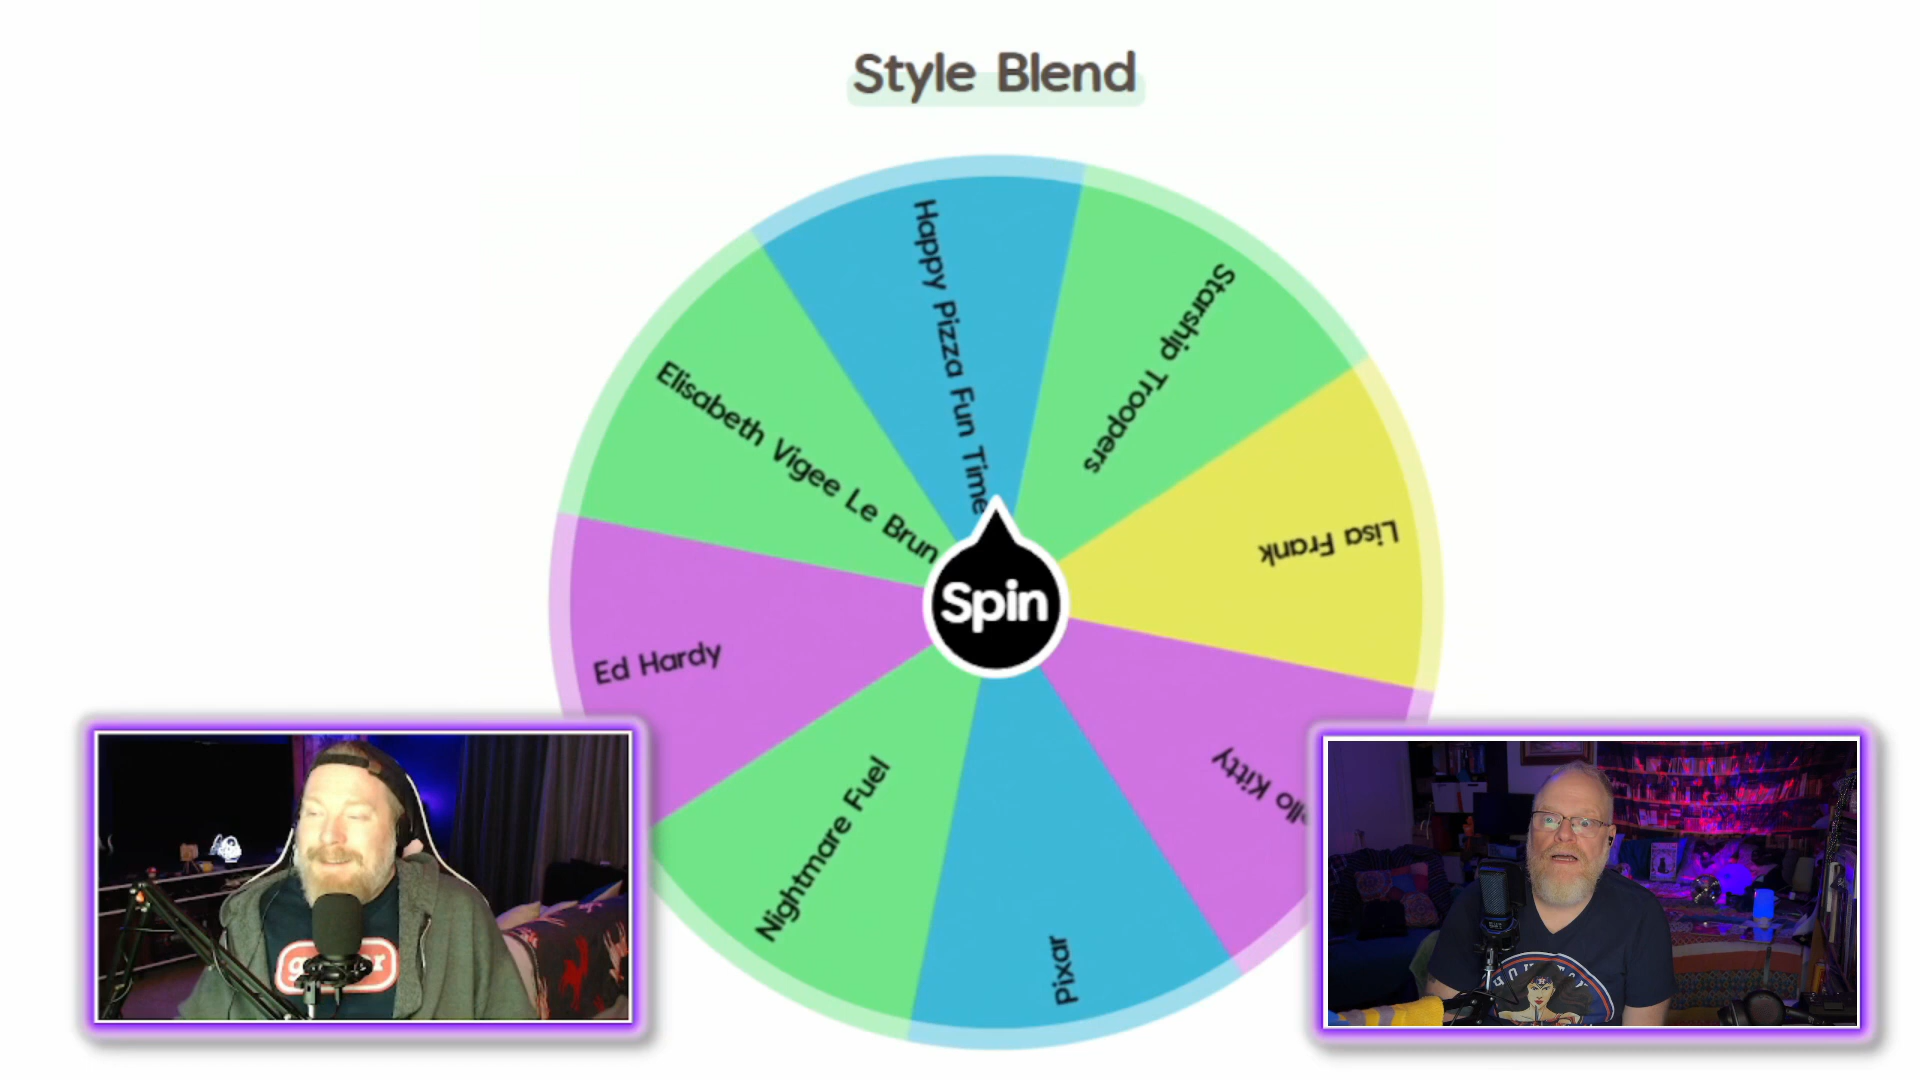 Style Blend
Happy Pizza Fun Time
Starship Troopers
Lisa Frank
Kitty
Pixar
Nightmare Fuel
Ed Hardy
Elisabeth Vigee Le Brun
Spin